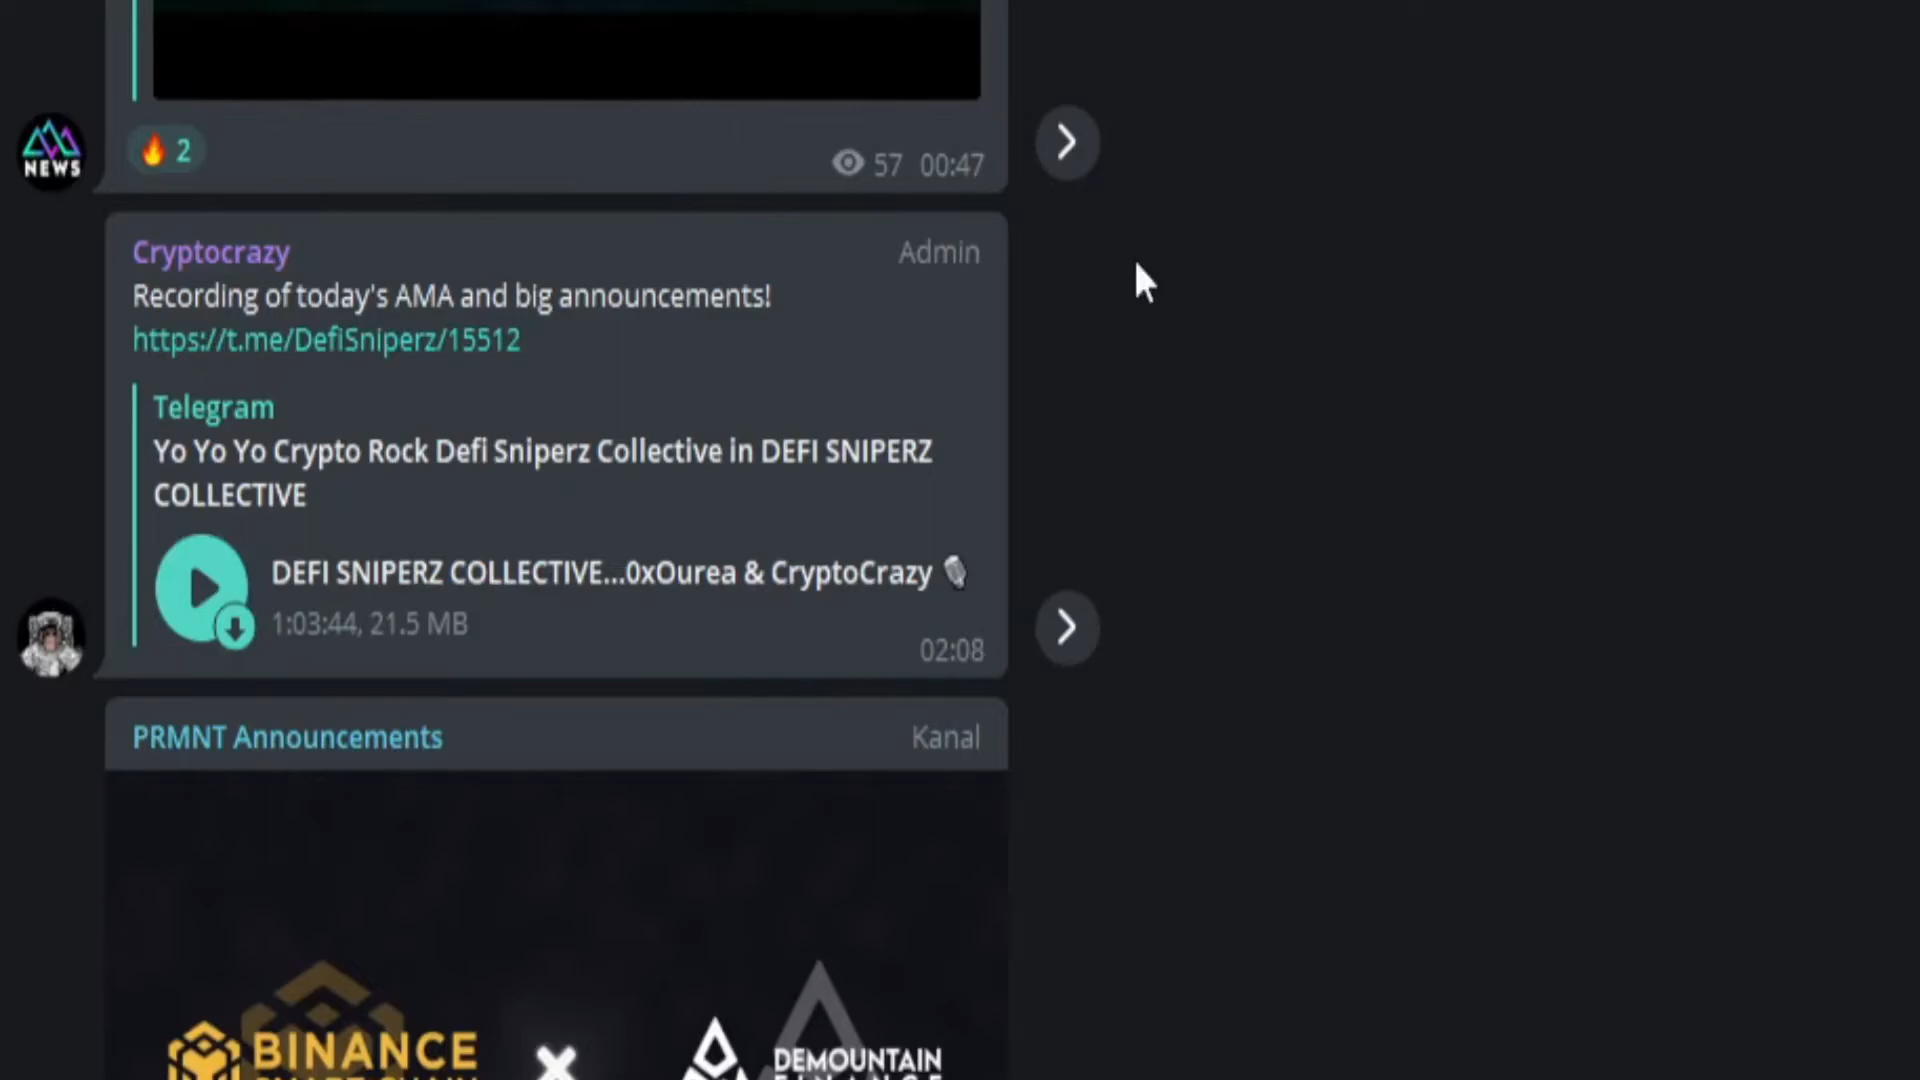 NEWS
🔥 2
57 00:47
Cryptocrazy Admin
Recording of today's AMA and big announcements!
https://t.me/DefiSniperz/15512
Telegram
Yo Yo Yo Crypto Rock Defi Sniperz Collective in DEFI SNIPERZ
COLLECTIVE
DEFI SNIPERZ COLLECTIVE...0xOurea & CryptoCrazy 🎙
1:03:44, 21.5 MB
02:08
PRMNT Announcements Kanal
BINANCE
DEMOUNTAIN